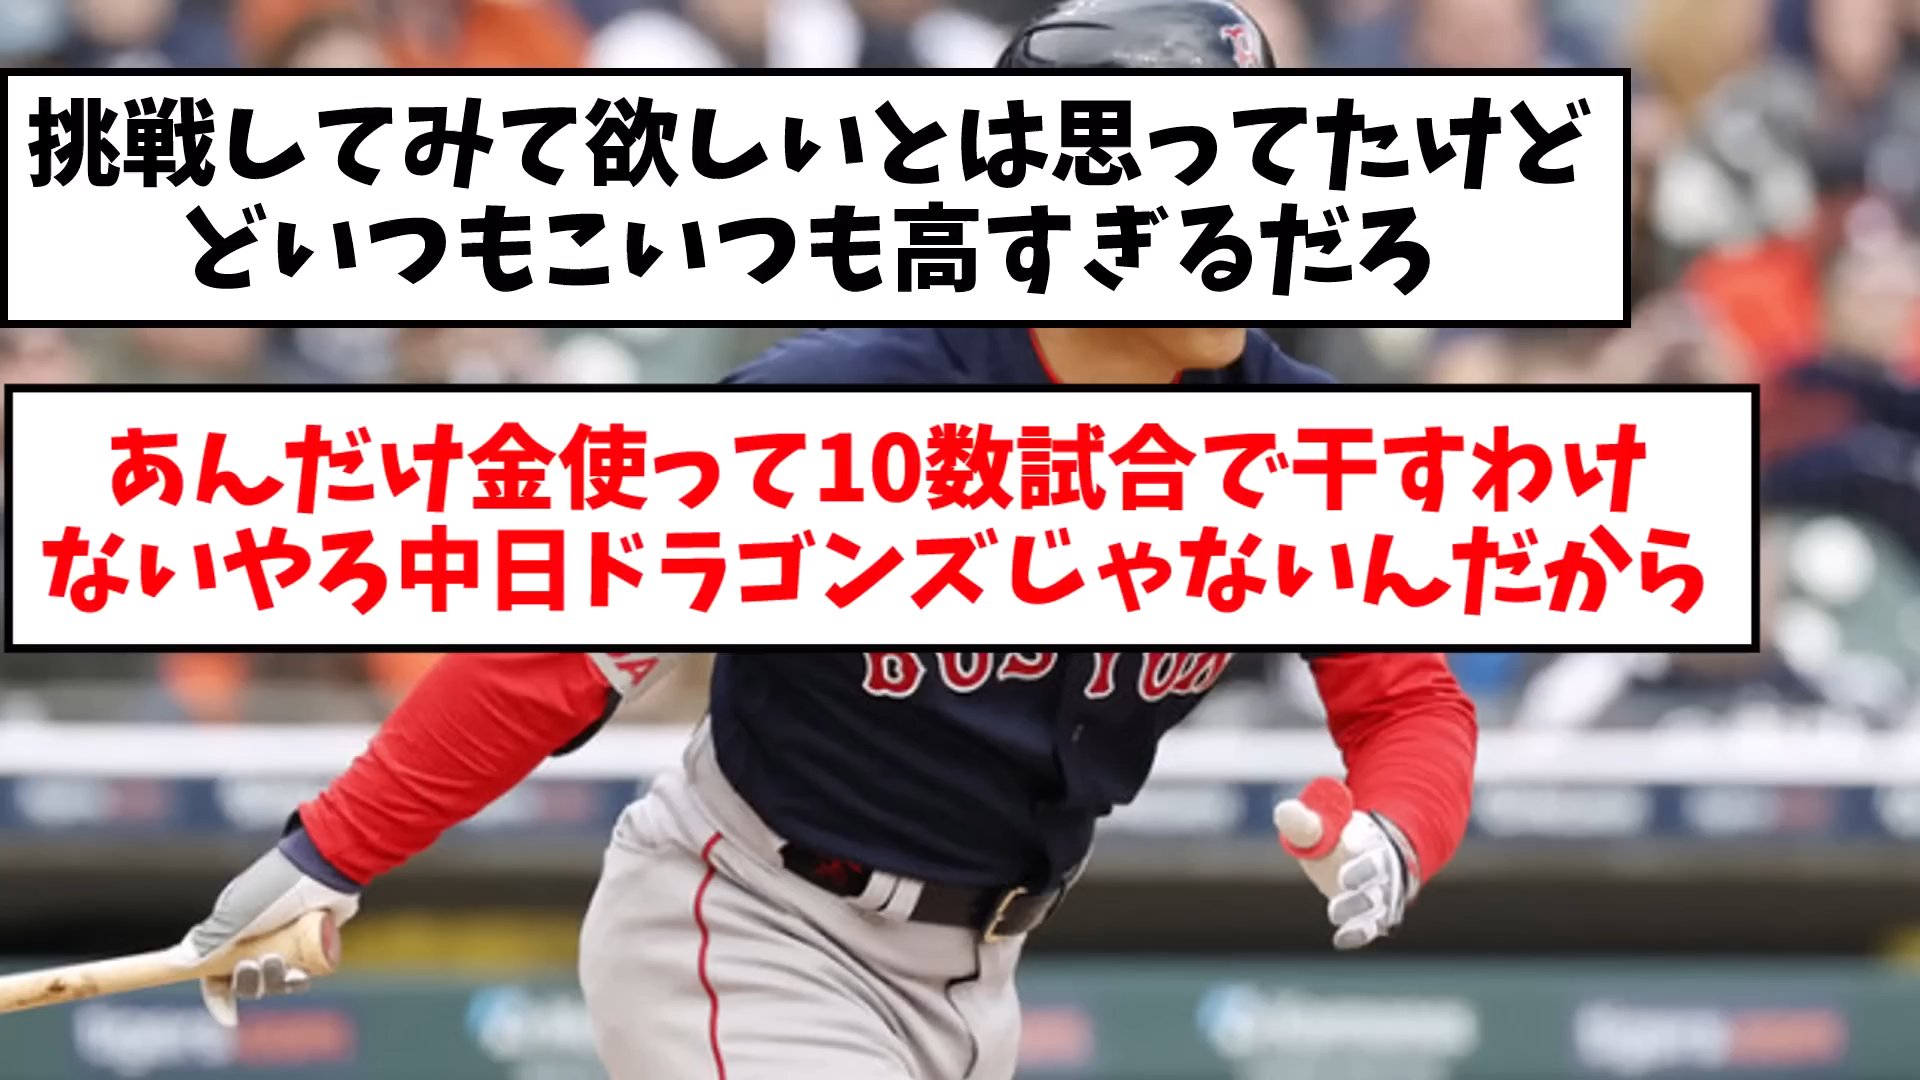 挑戦してみて欲しいとは思ってたけど
どいつもこいつも高すぎるだろ
あんだけ金使って10数試合で干すわけ
ないやろ中日ドラゴンズじゃないんだから
BOSTON